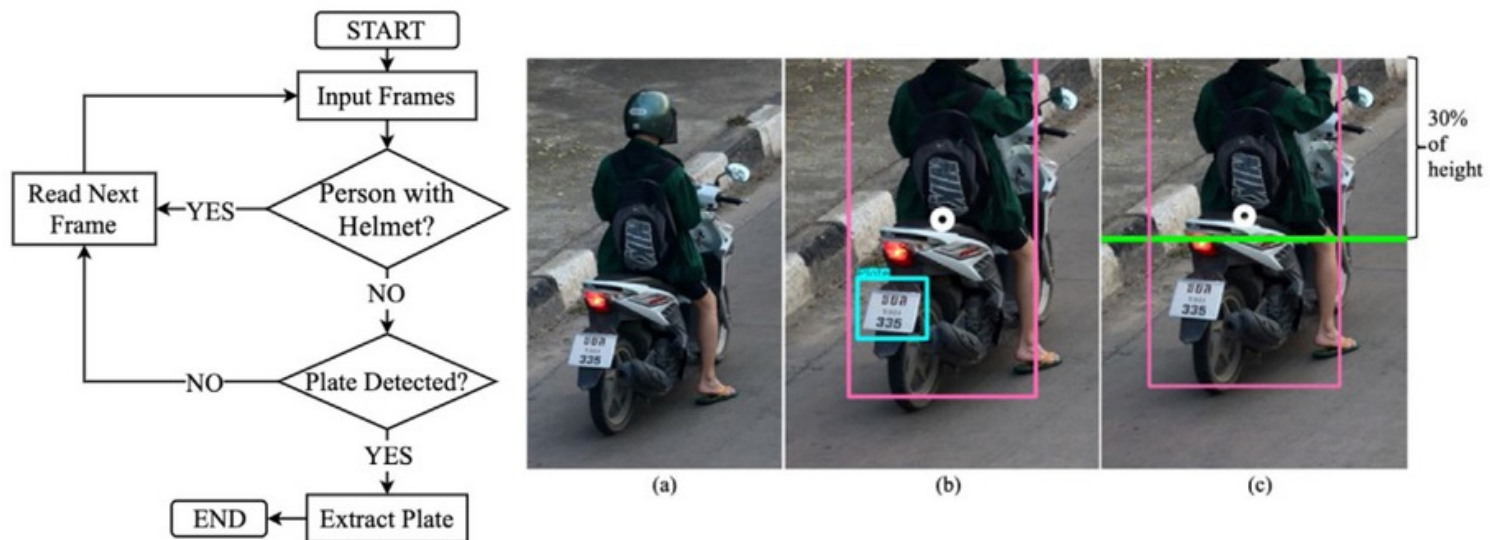 START
Input Frames
Person with
Helmet?
YES
Read Next
Frame
NO
Plate Detected?
NO
YES
Extract Plate
END
335
(a)
335
(b)
335
(c)
30%
of
height